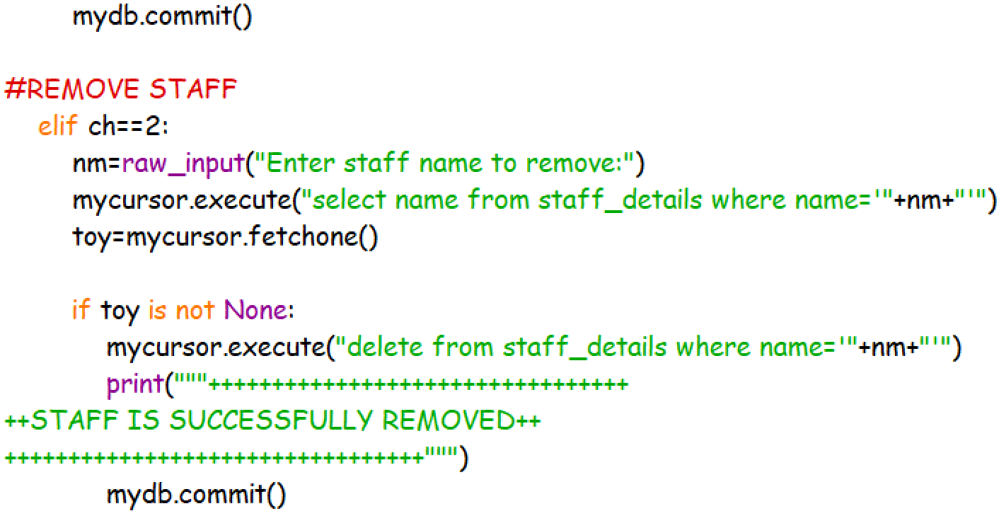 mydb.commit()
#REMOVE STAFF
elif ch==2:
nm=raw_input("Enter staff name to remove:")
mycursor.execute("select name from staff_details where name='"+nm+"'")
toy=mycursor.fetchone()
if toy is not None:
mycursor.execute("delete from staff_details where name='"+nm+"'")
print("""+++++++++++++++++++++++++++++++++
++STAFF IS SUCCESSFULLY REMOVED++
+++++++++++++++++++++++++++++++++""")
mydb.commit()